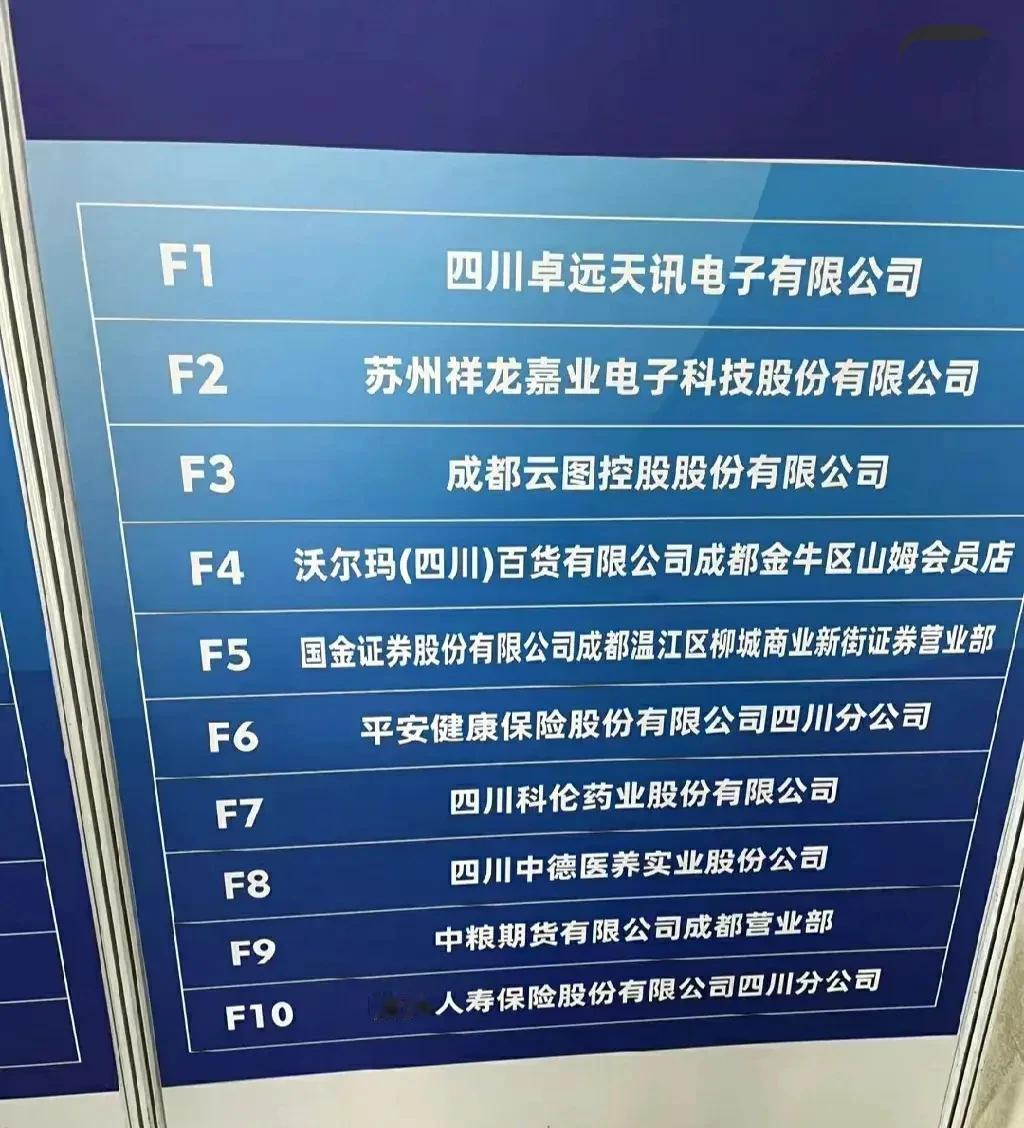 F1 四川卓远天讯电子有限公司
F2 苏州祥龙嘉业电子科技股份有限公司
F3 成都云图控股股份有限公司
F4 沃尔玛(四川)百货有限公司成都金牛区山姆会员店
F5 国金证券股份有限公司成都温江区柳城商业新街证券营业部
F6 平安健康保险股份有限公司四川分公司
F7 四川科伦药业股份有限公司
F8 四川中德医养实业股份公司
F9 中粮期货有限公司成都营业部
F10 人寿保险股份有限公司四川分公司